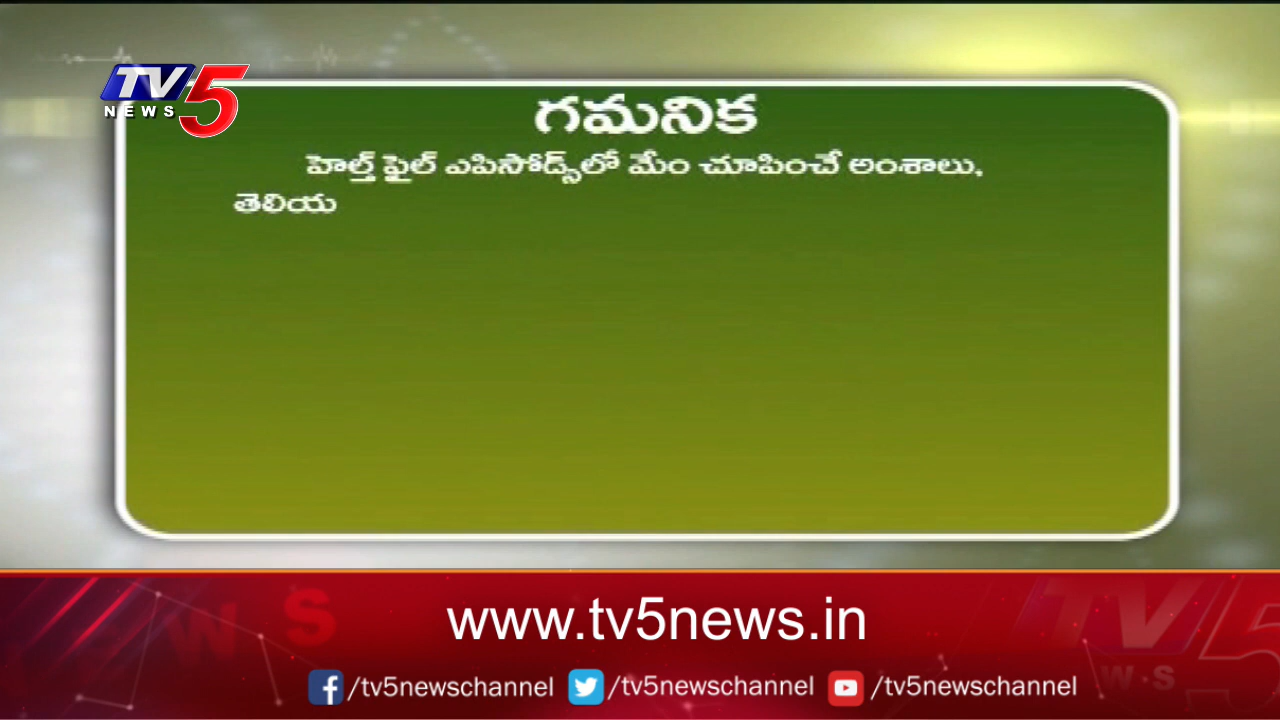 TV5
NEWS
గమనిక
హెల్త్ ఫైల్ ఎపిసోడ్స్‌లో మేం చూపించే అంశాలు,
తెలియ
www.tv5news.in
/tv5newschannel /tv5newschannel /tv5newschannel